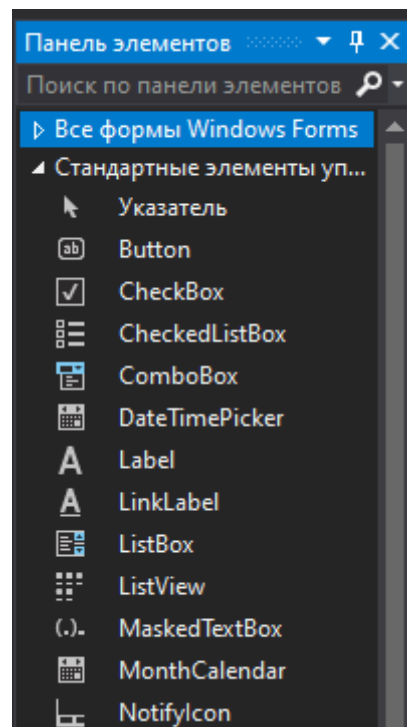 Панель элементов
Поиск по панели элементов
Все формы Windows Forms
Стандартные элементы уп...
Указатель
Button
CheckBox
CheckedListBox
ComboBox
DateTimePicker
Label
LinkLabel
ListBox
ListView
MaskedTextBox
MonthCalendar
NotifyIcon